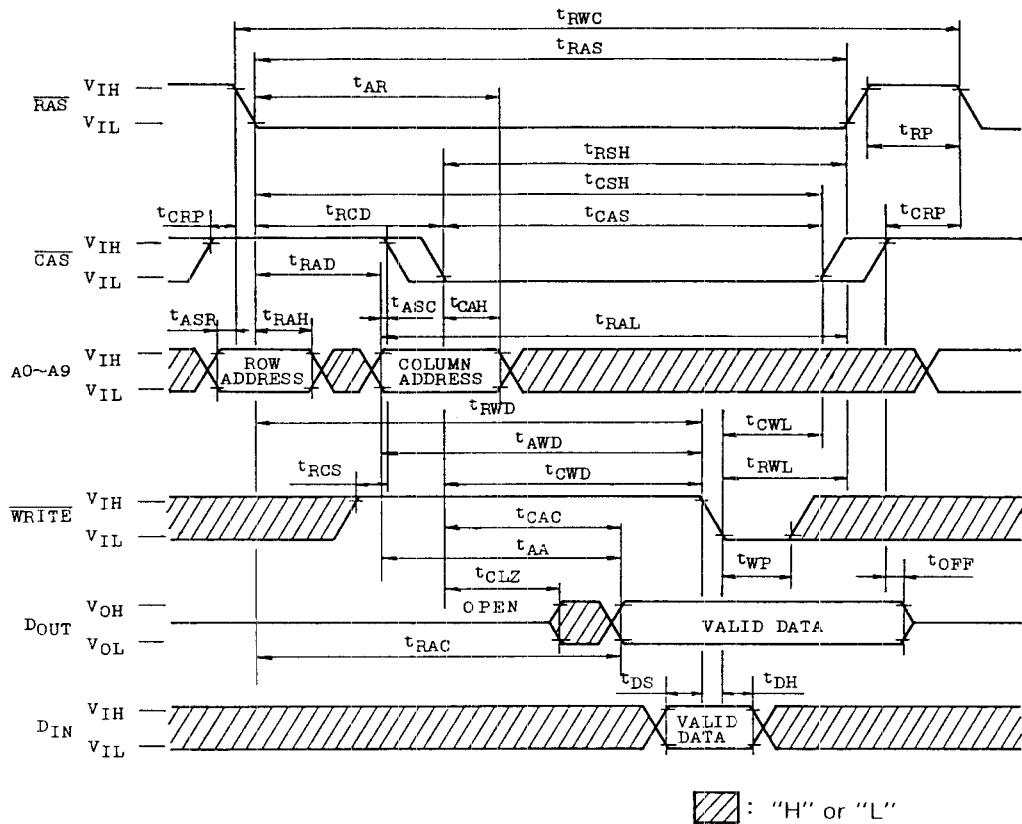 tRWC
tRAS
tAR
RAS
VIH
VIL
tRP
tRSH
tCSH
tCRP
tRCD
tCAS
tCRP
CAS
VIH
VIL
tRAD
tASC
tCAH
tASR
tRAH
tRAL
A0~A9
VIH
VIL
ROW ADDRESS
COLUMN ADDRESS
tRWD
tCWL
tAWD
tRCS
tCWD
tRWL
WRITE
VIH
VIL
tCAC
tAA
tWP
tOFF
tCLZ
DOUT
VOH
VOL
OPEN
VALID DATA
tRAC
tDS
tDH
DIN
VIH
VIL
VALID DATA
: "H" or "L"